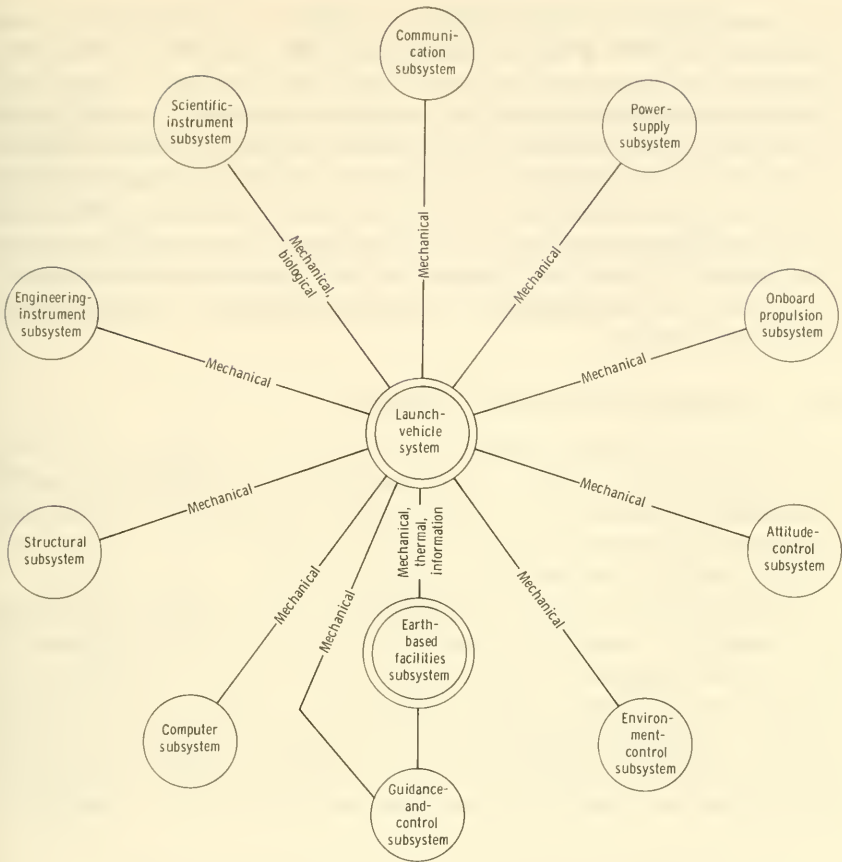 Communi-
cation
subsystem
Scientific-
instrument
subsystem
Power-
supply
subsystem
Mechanical,
biological
Mechanical
Mechanical
Engineering-
instrument
subsystem
Onboard
propulsion
subsystem
Mechanical
Mechanical
Launch-
vehicle
system
Mechanical
Mechanical
Structural
subsystem
Mechanical,
thermal,
information
Attitude-
control
subsystem
Mechanical
Mechanical
Mechanical
Earth-
based
facilities
subsystem
Computer
subsystem
Environ-
ment-
control
subsystem
Guidance-
and-
control
subsystem